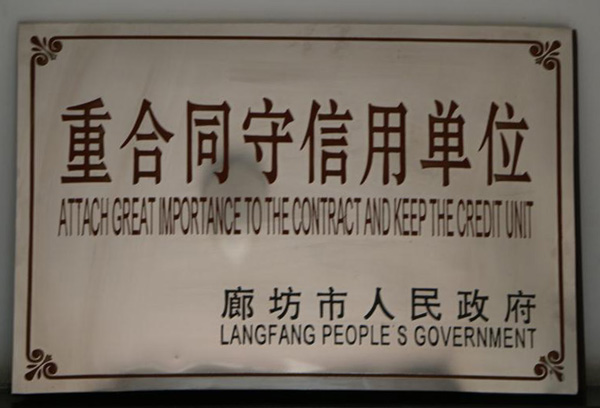 重合同守信用单位
ATTACH GREAT IMPORTANCE TO THE CONTRACT AND KEEP THE CREDIT UNIT
廊坊市人民政府
LANGFANG PEOPLE'S GOVERNMENT